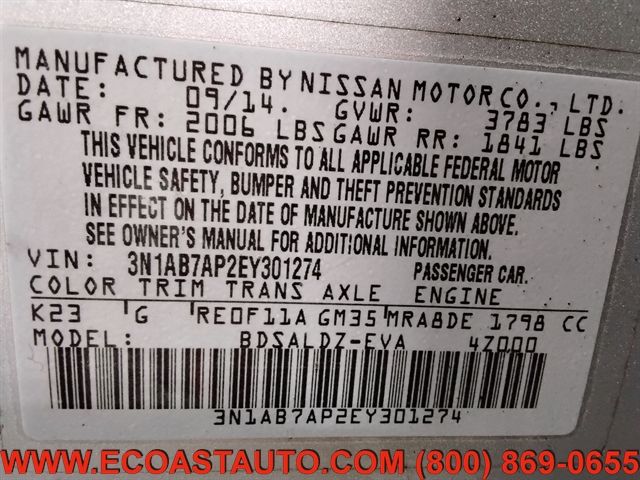 MANUFACTURED BY NISSAN MOTOR CO., LTD.
DATE: 09/14. GVWR: 3783 LBS
GAWR FR: 2006 LBS GAWR RR: 1841 LBS
THIS VEHICLE CONFORMS TO ALL APPLICABLE FEDERAL MOTOR
VEHICLE SAFETY, BUMPER AND THEFT PREVENTION STANDARDS
IN EFFECT ON THE DATE OF MANUFACTURE SHOWN ABOVE.
SEE OWNER'S MANUAL FOR ADDITIONAL INFORMATION.
VIN: 3N1AB7AP2EY301274 PASSENGER CAR.
COLOR TRIM TRANS AXLE ENGINE
K23 G RE0F11A GM35 MRA8DE 1798 CC
MODEL: BDSALDZ-EVA 4Z000
3N1AB7AP2EY301274
WWW.ECOASTAUTO.COM (800) 869-0655